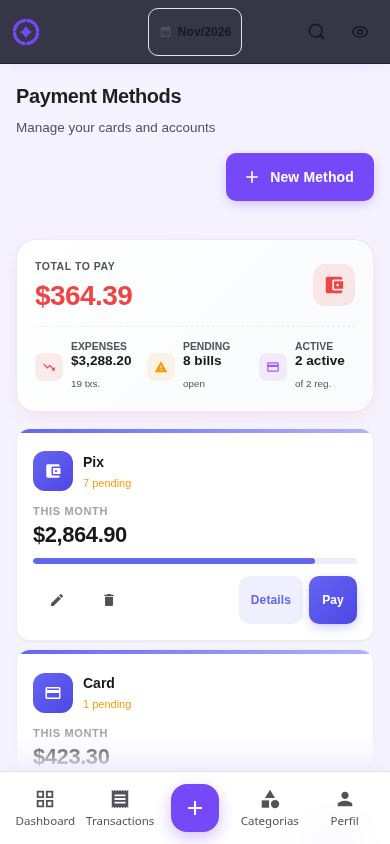 Nov/2026
Payment Methods
Manage your cards and accounts
New Method
TOTAL TO PAY
$364.39
EXPENSES
$3,288.20
19 txs.
PENDING
8 bills
open
ACTIVE
2 active
of 2 reg.
Pix
7 pending
THIS MONTH
$2,864.90
Details
Pay
Card
1 pending
THIS MONTH
$423.30
Dashboard
Transactions
Categorias
Perfil